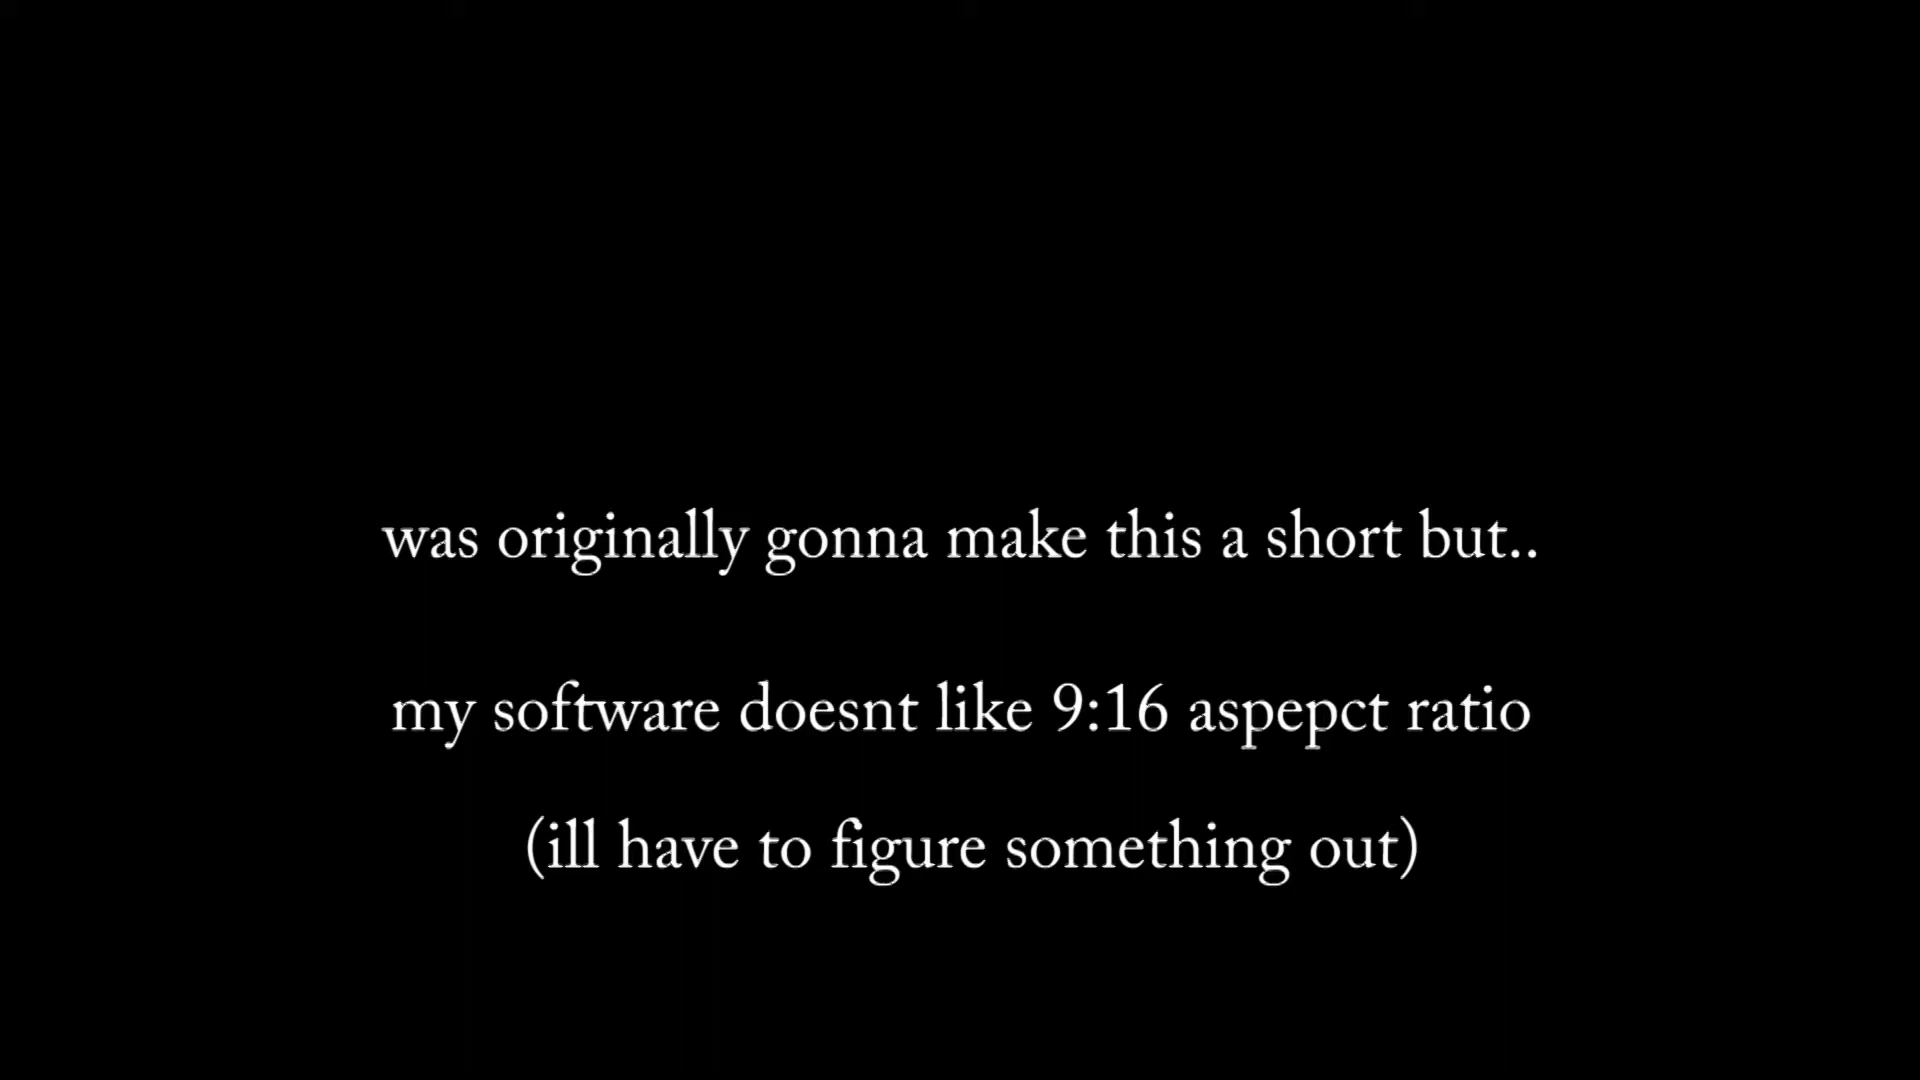 was originally gonna make this a short but..
my software doesnt like 9:16 aspepct ratio
(ill have to figure something out)